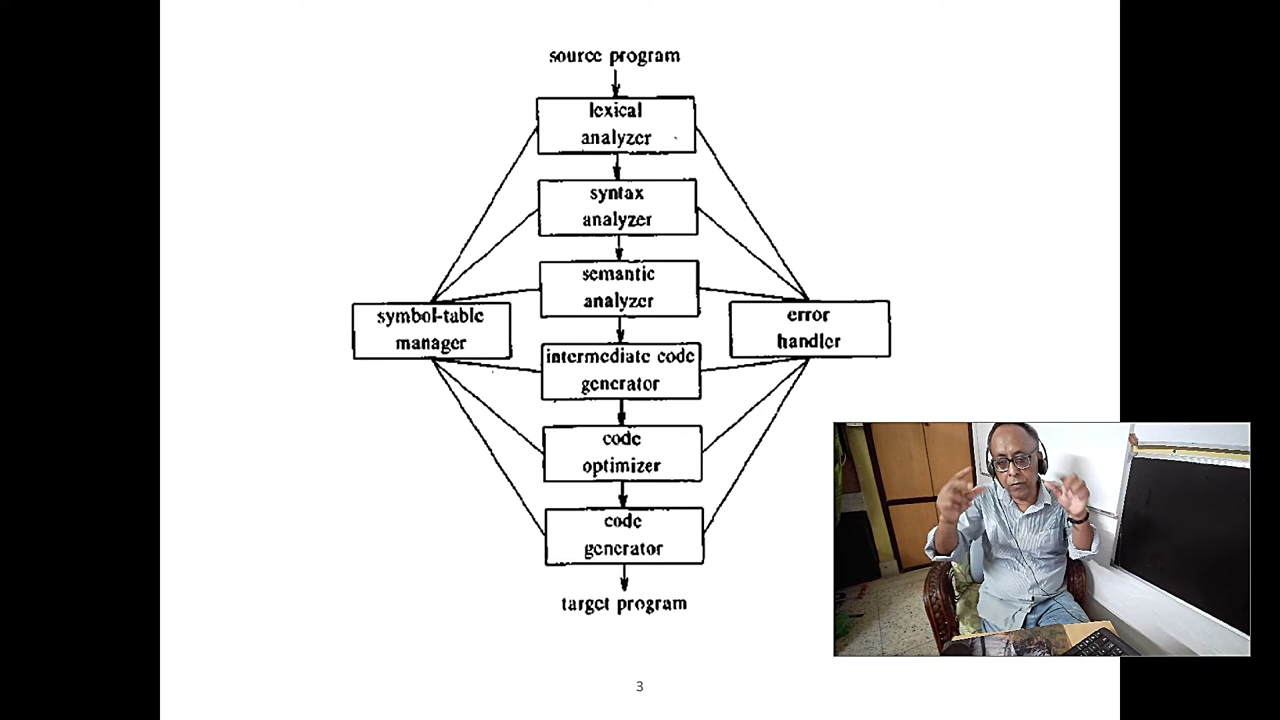 source program
lexical
analyzer
syntax
analyzer
semantic
analyzer
symbol-table
manager
error
handler
intermediate code
generator
code
optimizer
code
generator
target program
3